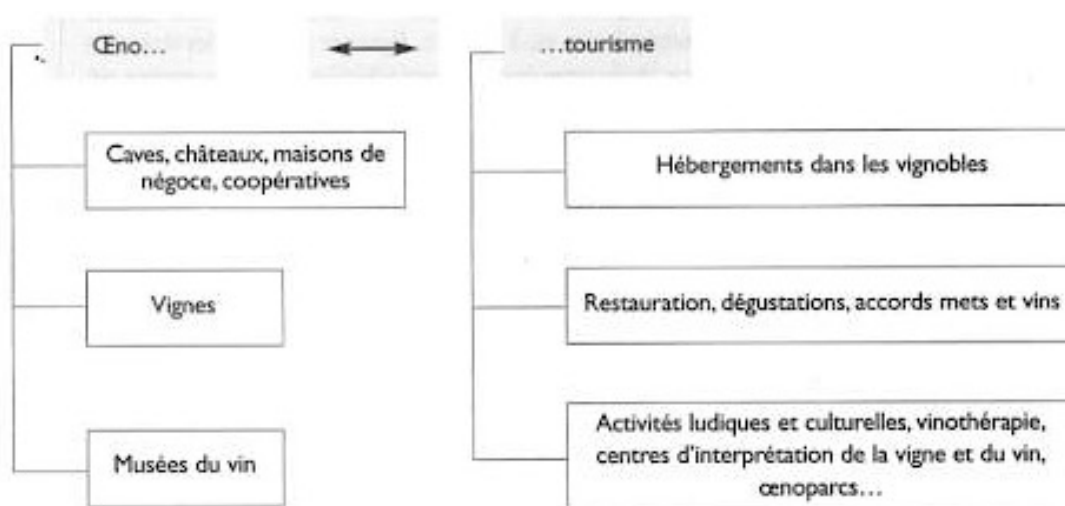 Œno...
...tourisme
Caves, châteaux, maisons de
négoce, coopératives
Hébergements dans les vignobles
Vignes
Restauration, dégustations, accords mets et vins
Musées du vin
Activités ludiques et culturelles, vinothérapie,
centres d'interprétation de la vigne et du vin,
œnoparcs...